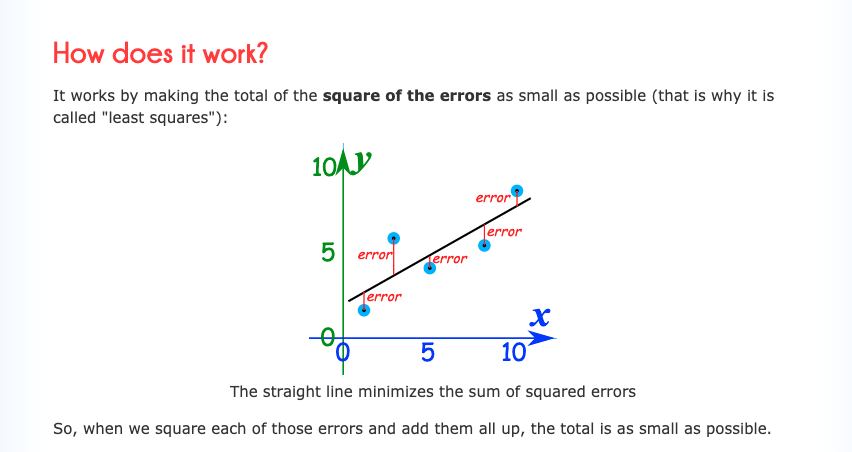 How does it work?
It works by making the total of the square of the errors as small as possible (that is why it is
called "least squares"):
10 y
error
error
5 error
error
error
x
0
0 5 10
The straight line minimizes the sum of squared errors
So, when we square each of those errors and add them all up, the total is as small as possible.